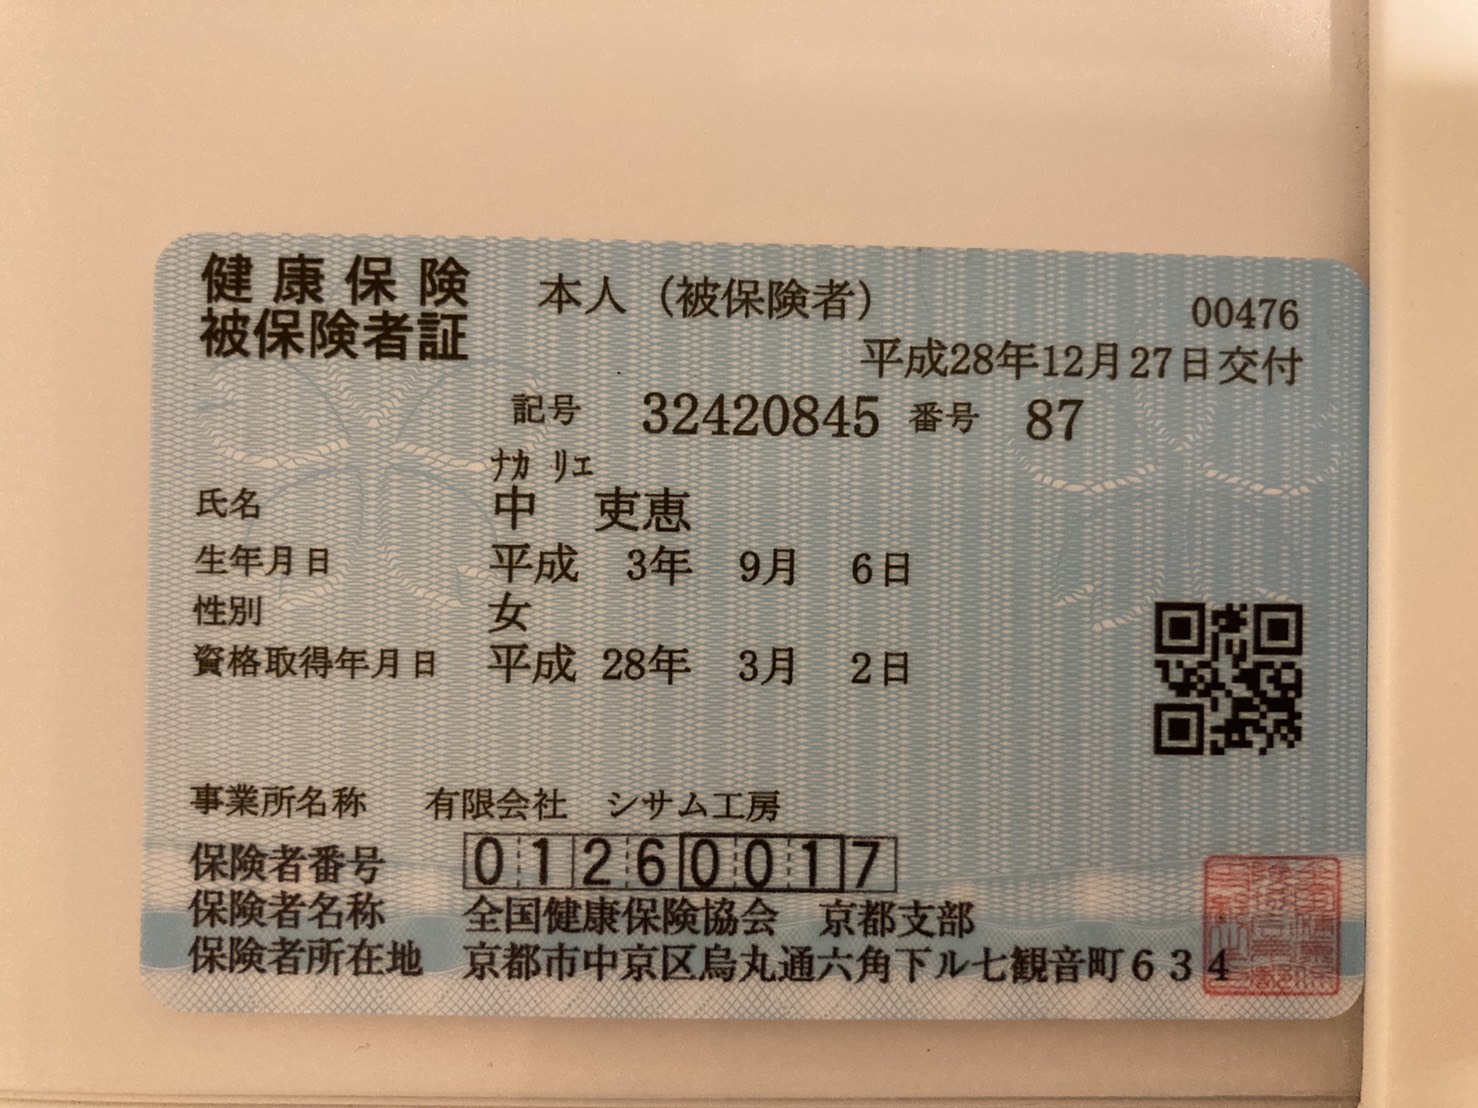 健康保険 本人（被保険者） 00476
被保険者証 平成28年12月27日交付
記号 32420845 番号 87
ﾅｶ ﾘｴ
氏名 中 吏恵
生年月日 平成 3年 9月 6日
性別 女
資格取得年月日 平成 28年 3月 2日
事業所名称 有限会社 シサム工房
保険者番号 01260017
保険者名称 全国健康保険協会 京都支部
保険者所在地 京都市中京区烏丸通六角下ル七観音町634